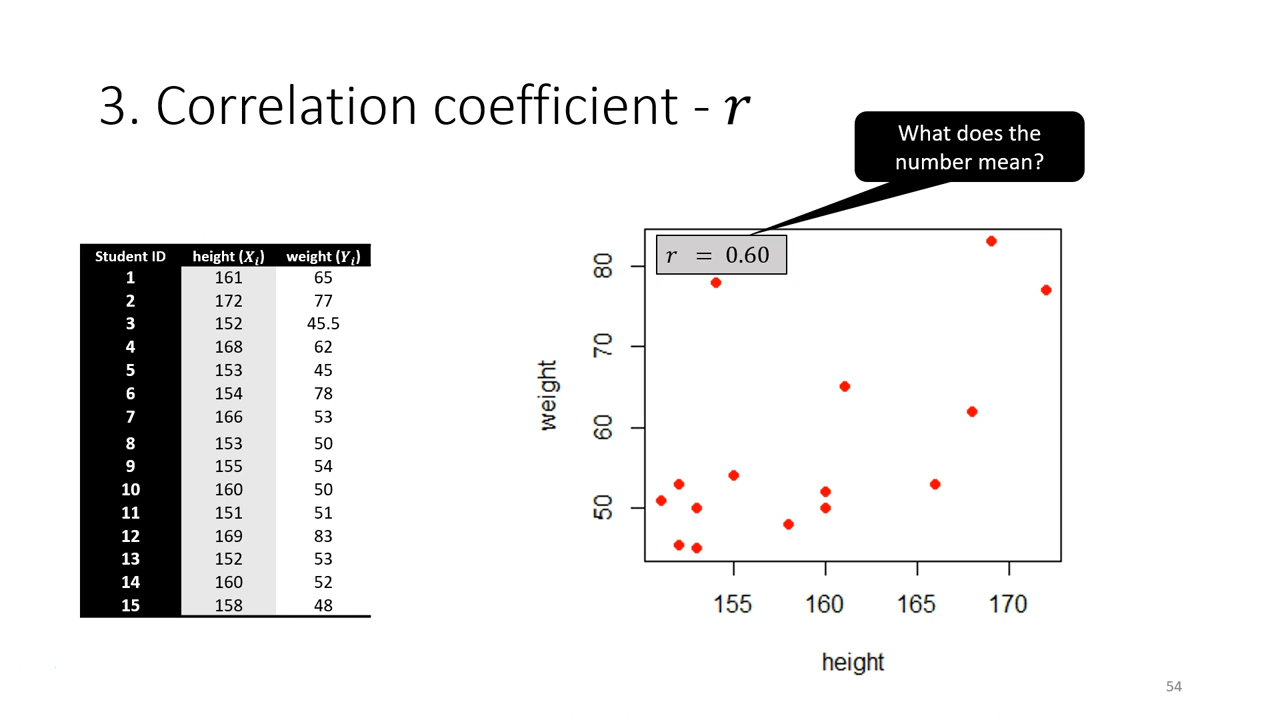 3. Correlation coefficient - r
What does the
number mean?
Student ID height (Xᵢ) weight (Yᵢ)
1 161 65
2 172 77
3 152 45.5
4 168 62
5 153 45
6 154 78
7 166 53
8 153 50
9 155 54
10 160 50
11 151 51
12 169 83
13 152 53
14 160 52
15 158 48
r = 0.60
80
70
60
50
weight
155 160 165 170
height
54